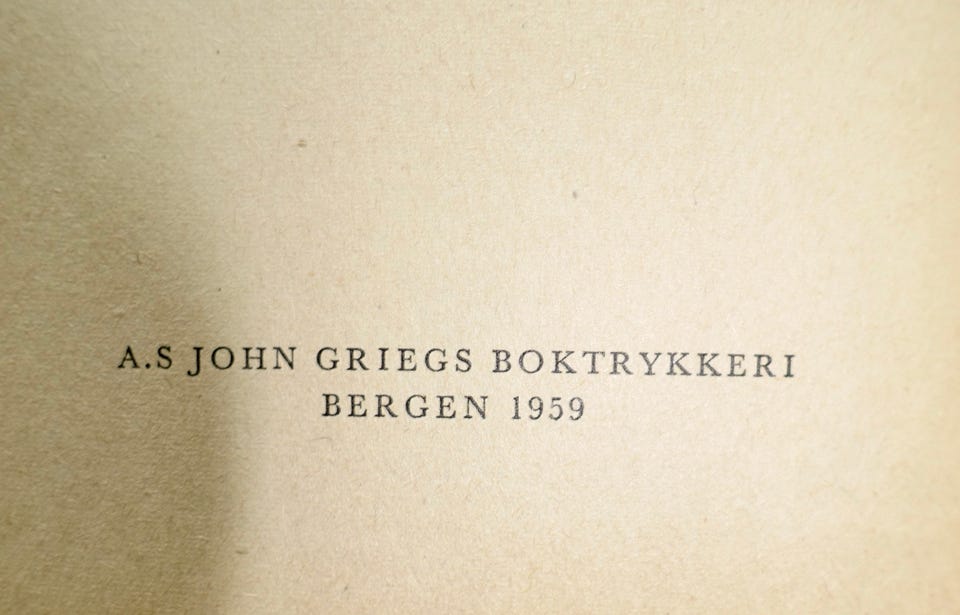 A.S JOHN GRIEGS BOKTRYKKERI
BERGEN 1959